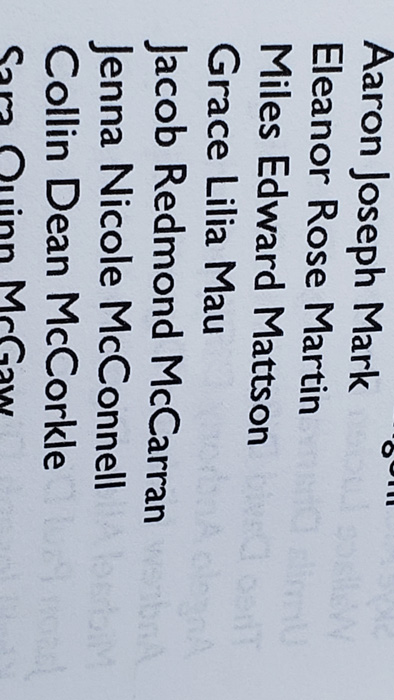 Aaron Joseph Mark
Eleanor Rose Martin
Miles Edward Mattson
Grace Lilia Mau
Jacob Redmond McCarran
Jenna Nicole McConnell
Collin Dean McCorkle
Sara Quinn McGaw